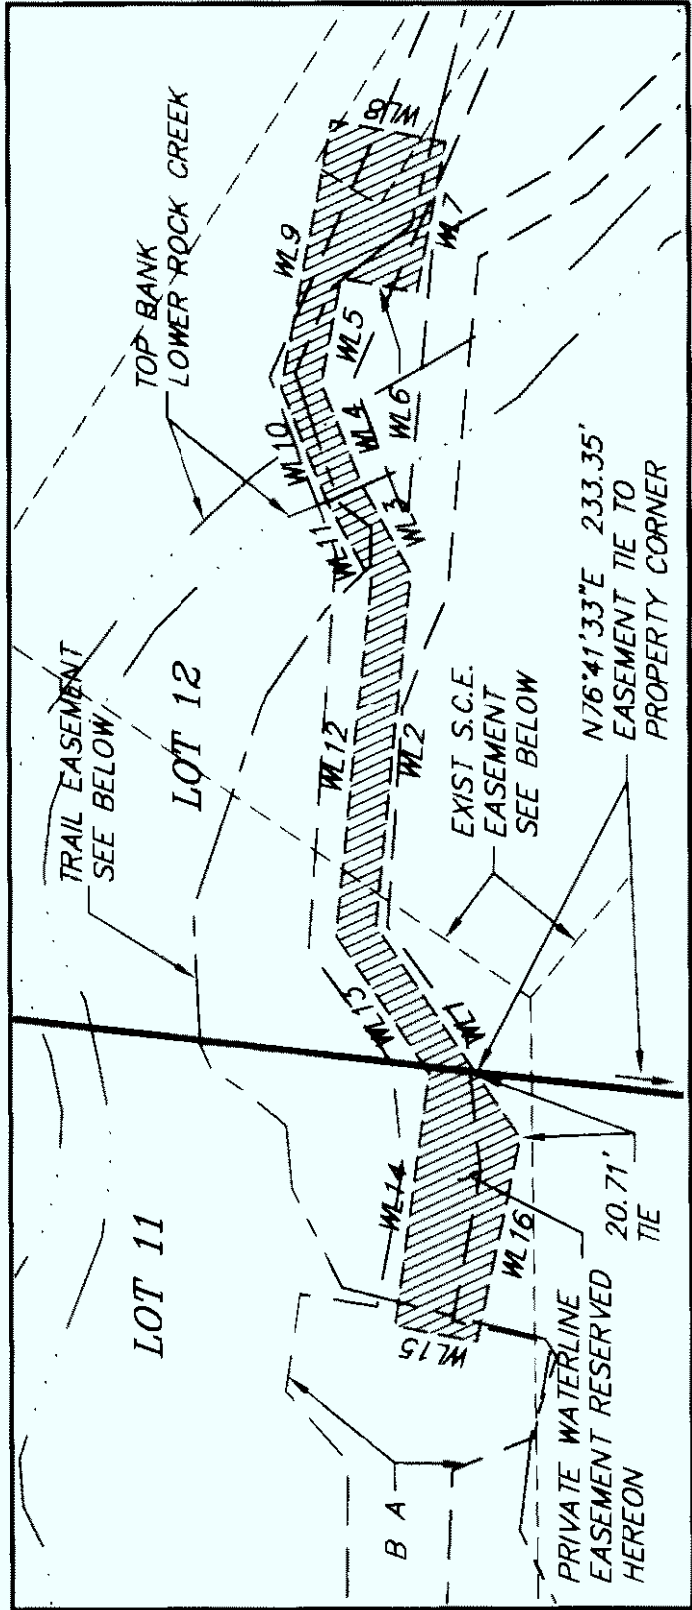 TOP BANK
LOWER ROCK CREEK
WL8
WL9
WL7
WL5
WL6
WL4
WL10
WL3
WL11
TRAIL EASEMENT
SEE BELOW
LOT 12
WL12
WL2
EXIST S.C.E.
EASEMENT
SEE BELOW
N76°41'33"E 233.35'
EASEMENT TIE TO
PROPERTY CORNER
WL13
WL1
LOT 11
WL14
WL16
WL15
20.71'
TIE
B A
PRIVATE WATERLINE
EASEMENT RESERVED
HEREON